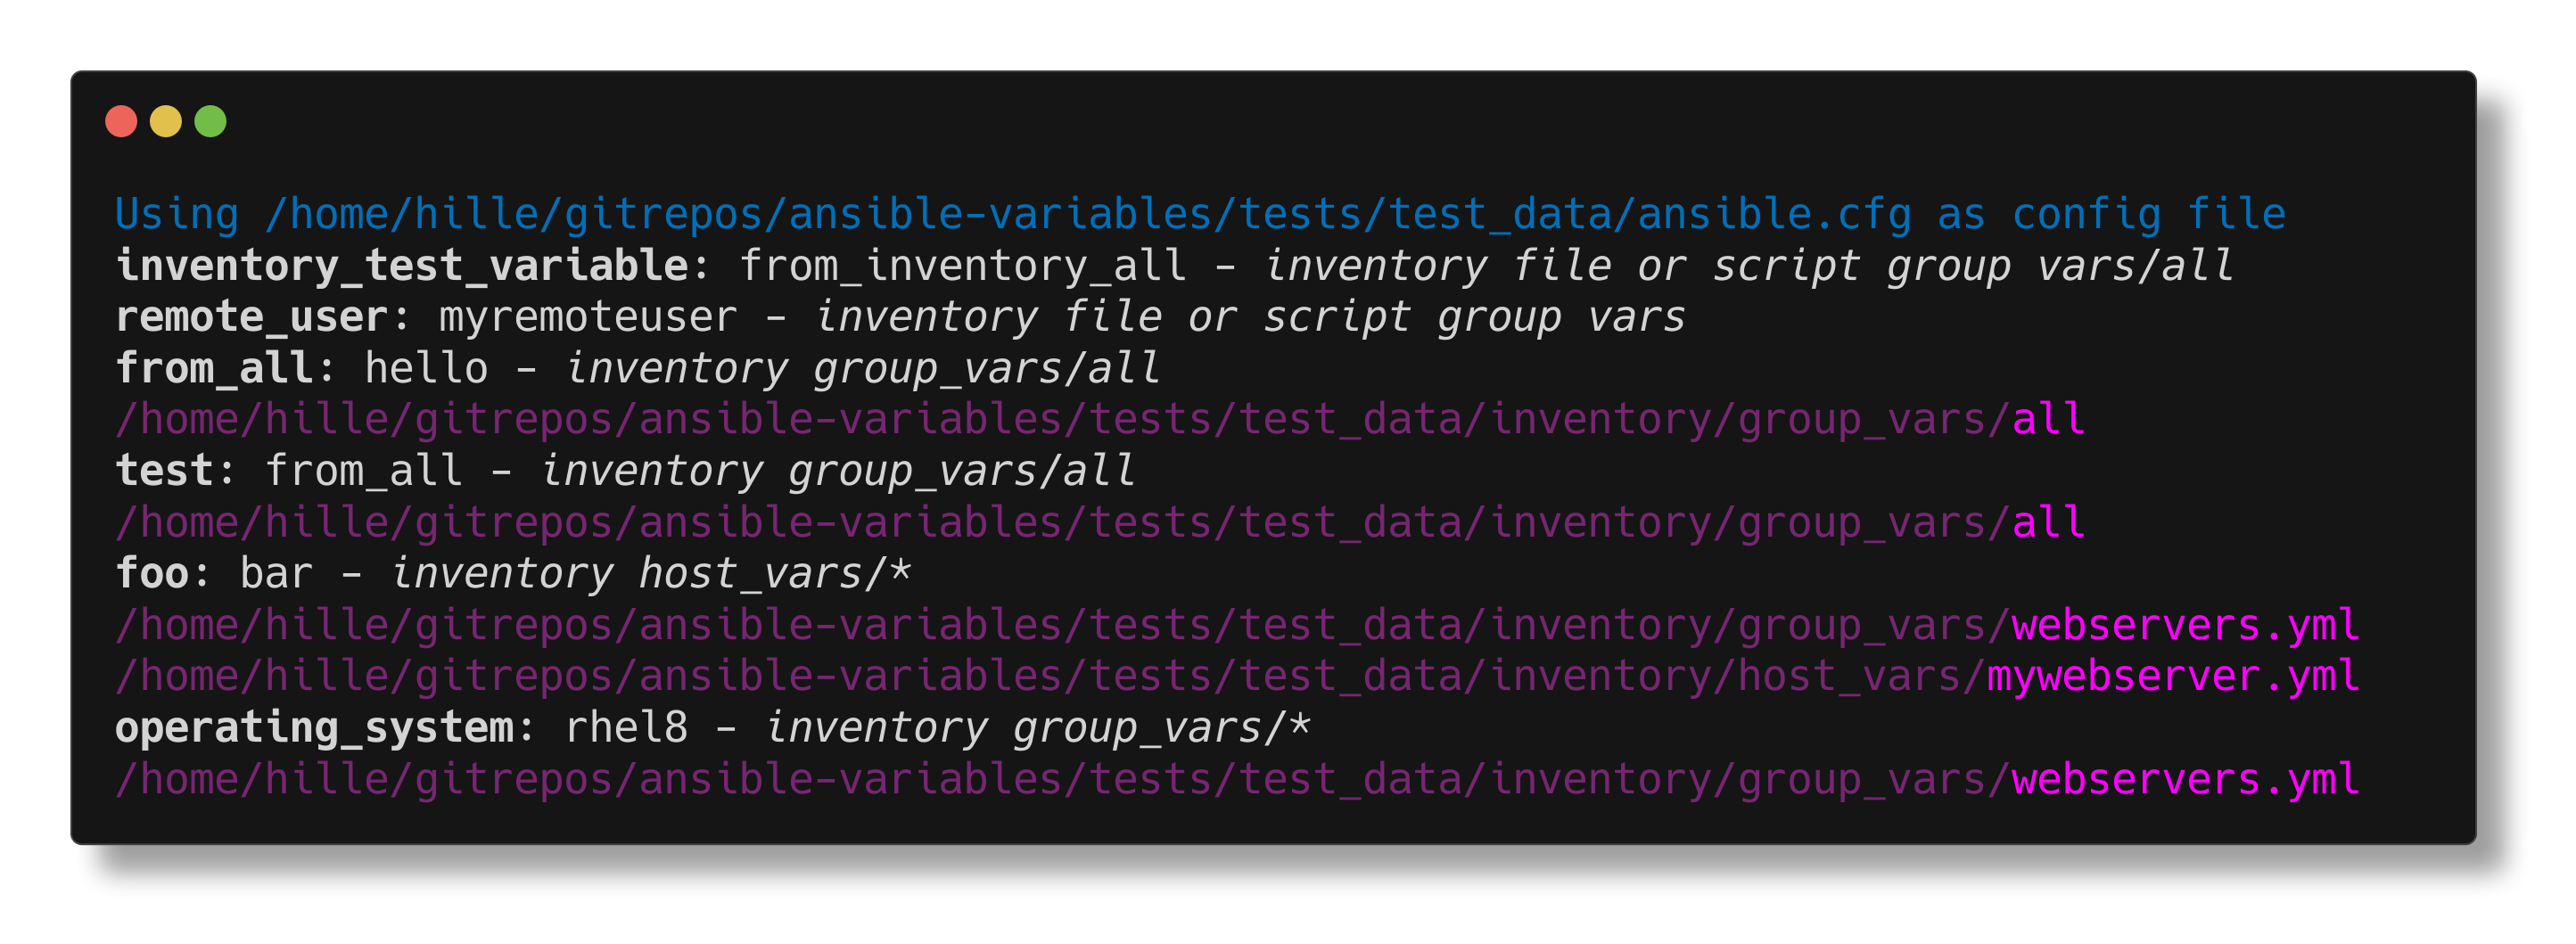 Using /home/hille/gitrepos/ansible-variables/tests/test_data/ansible.cfg as config file
inventory_test_variable: from_inventory_all - inventory file or script group vars/all
remote_user: myremoteuser - inventory file or script group vars
from_all: hello - inventory group_vars/all
/home/hille/gitrepos/ansible-variables/tests/test_data/inventory/group_vars/all
test: from_all - inventory group_vars/all
/home/hille/gitrepos/ansible-variables/tests/test_data/inventory/group_vars/all
foo: bar - inventory host_vars/*
/home/hille/gitrepos/ansible-variables/tests/test_data/inventory/group_vars/webservers.yml
/home/hille/gitrepos/ansible-variables/tests/test_data/inventory/host_vars/mywebserver.yml
operating_system: rhel8 - inventory group_vars/*
/home/hille/gitrepos/ansible-variables/tests/test_data/inventory/group_vars/webservers.yml